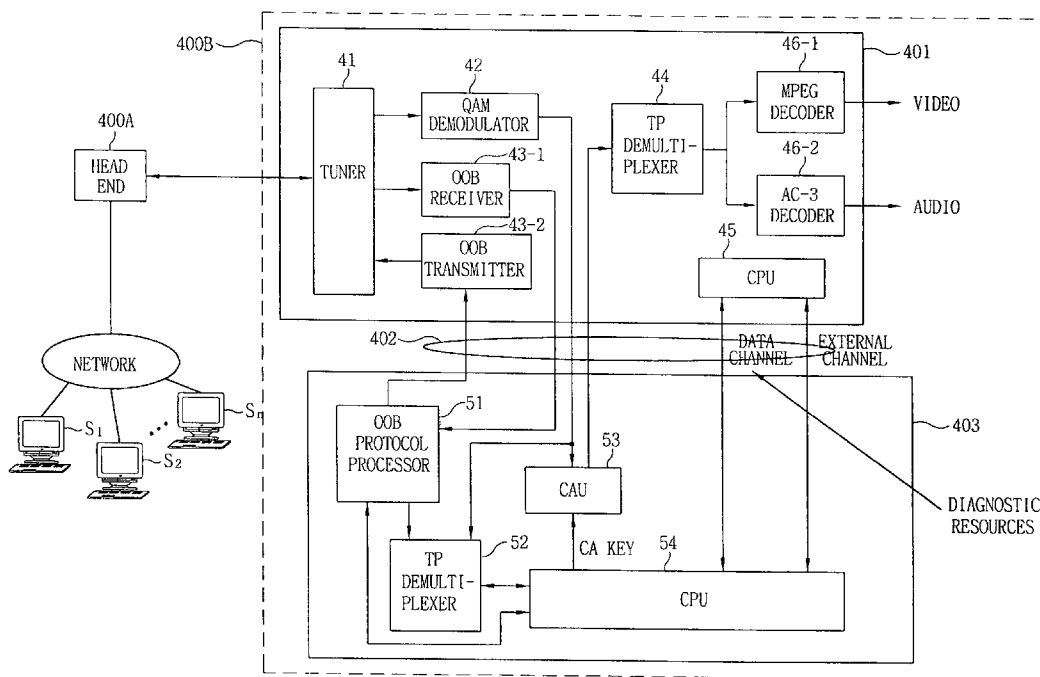 400B
401
41
TUNER
42
QAM
DEMODULATOR
43-1
OOB
RECEIVER
43-2
OOB
TRANSMITTER
44
TP
DEMULTI-
PLEXER
46-1
MPEG
DECODER
VIDEO
46-2
AC-3
DECODER
AUDIO
45
CPU
400A
HEAD
END
NETWORK
S1
S2
Sn
402
DATA
CHANNEL
EXTERNAL
CHANNEL
403
51
OOB
PROTOCOL
PROCESSOR
52
TP
DEMULTI-
PLEXER
53
CAU
CA KEY
54
CPU
DIAGNOSTIC
RESOURCES